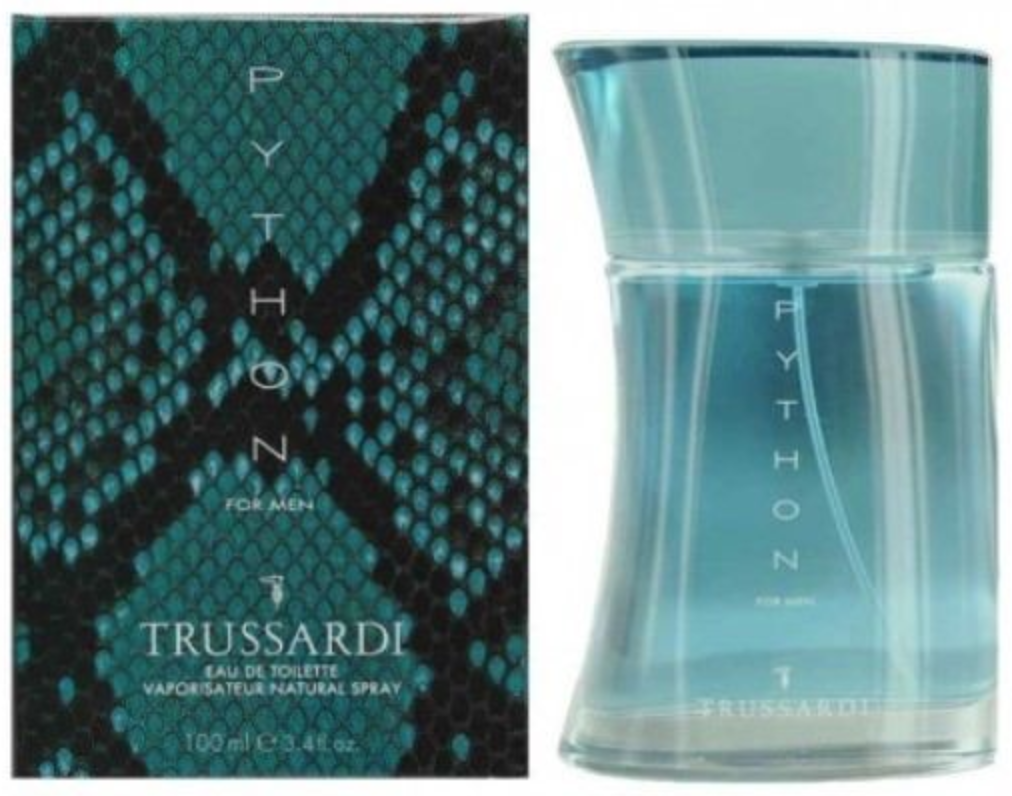 PYTHON
FOR MEN
TRUSSARDI
EAU DE TOILETTE
VAPORISATEUR NATURAL SPRAY
100 ml e 3.4 fl.oz.
PYTHON
FOR MEN
TRUSSARDI